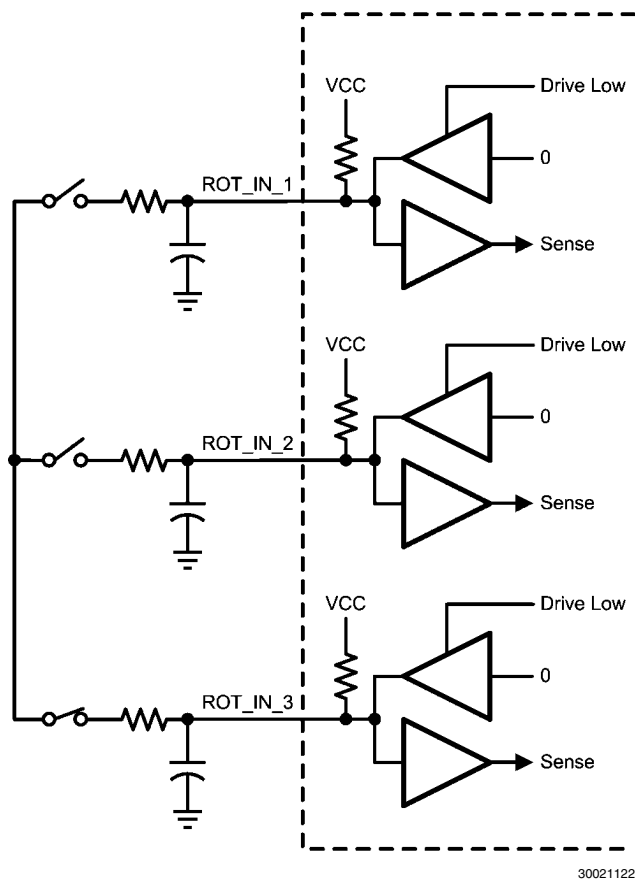 VCC
Drive Low
0
ROT_IN_1
Sense
VCC
Drive Low
0
ROT_IN_2
Sense
VCC
Drive Low
0
ROT_IN_3
Sense
30021122